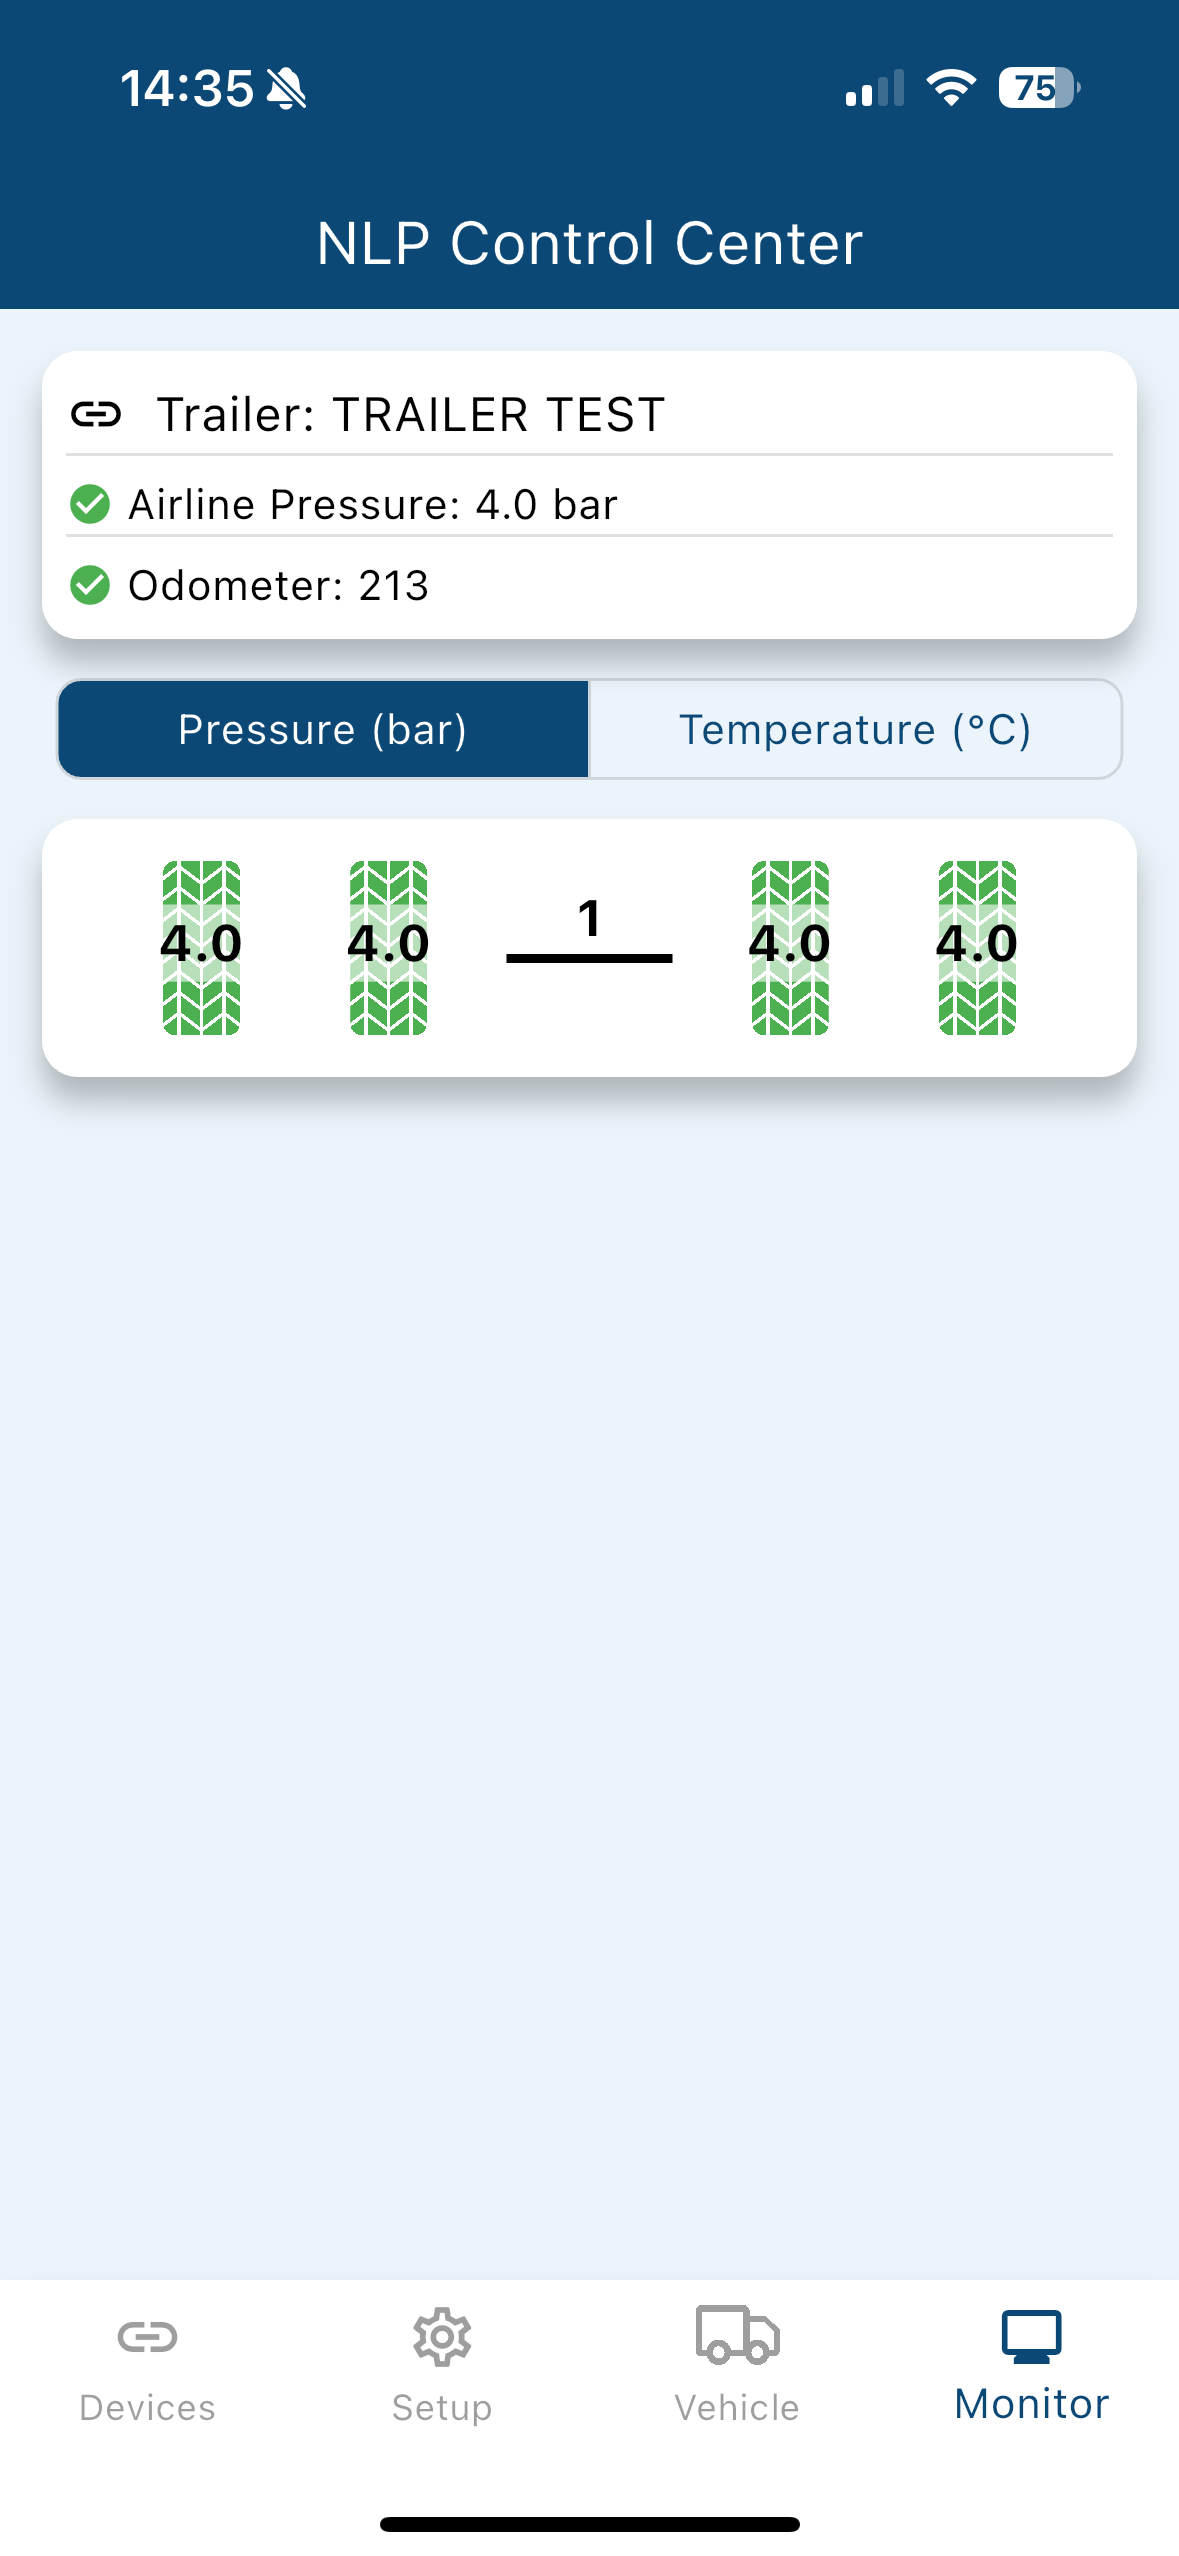 14:35
75
NLP Control Center
Trailer: TRAILER TEST
Airline Pressure: 4.0 bar
Odometer: 213
Pressure (bar) Temperature (°C)
4.0 4.0 1 4.0 4.0
Devices Setup Vehicle Monitor